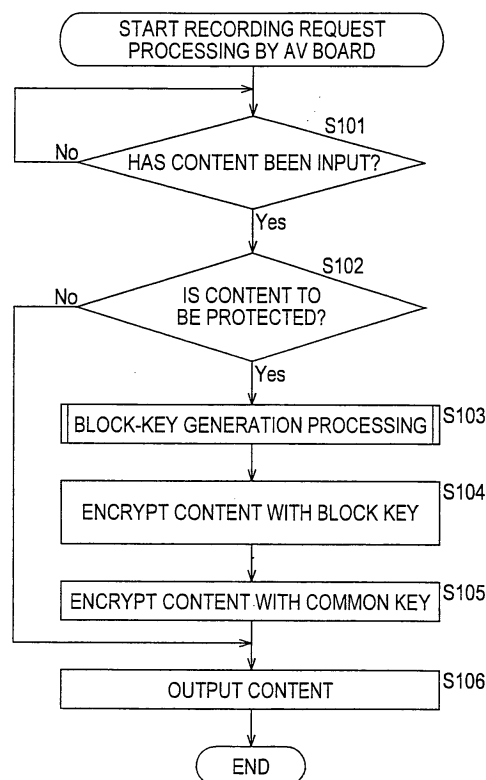 START RECORDING REQUEST
PROCESSING BY AV BOARD
S101
No
HAS CONTENT BEEN INPUT?
Yes
S102
No
IS CONTENT TO
BE PROTECTED?
Yes
BLOCK-KEY GENERATION PROCESSING
S103
S104
ENCRYPT CONTENT WITH BLOCK KEY
ENCRYPT CONTENT WITH COMMON KEY
S105
OUTPUT CONTENT
S106
END